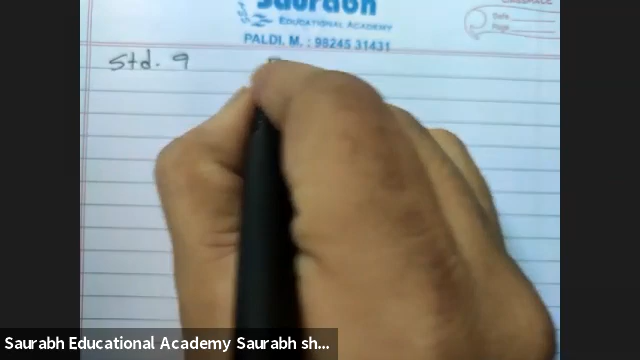 Saurabh
EDUCATIONAL ACADEMY
PALDI, M. : 98245 31431
Date
Page
Std. 9
Saurabh Educational Academy Saurabh sh...